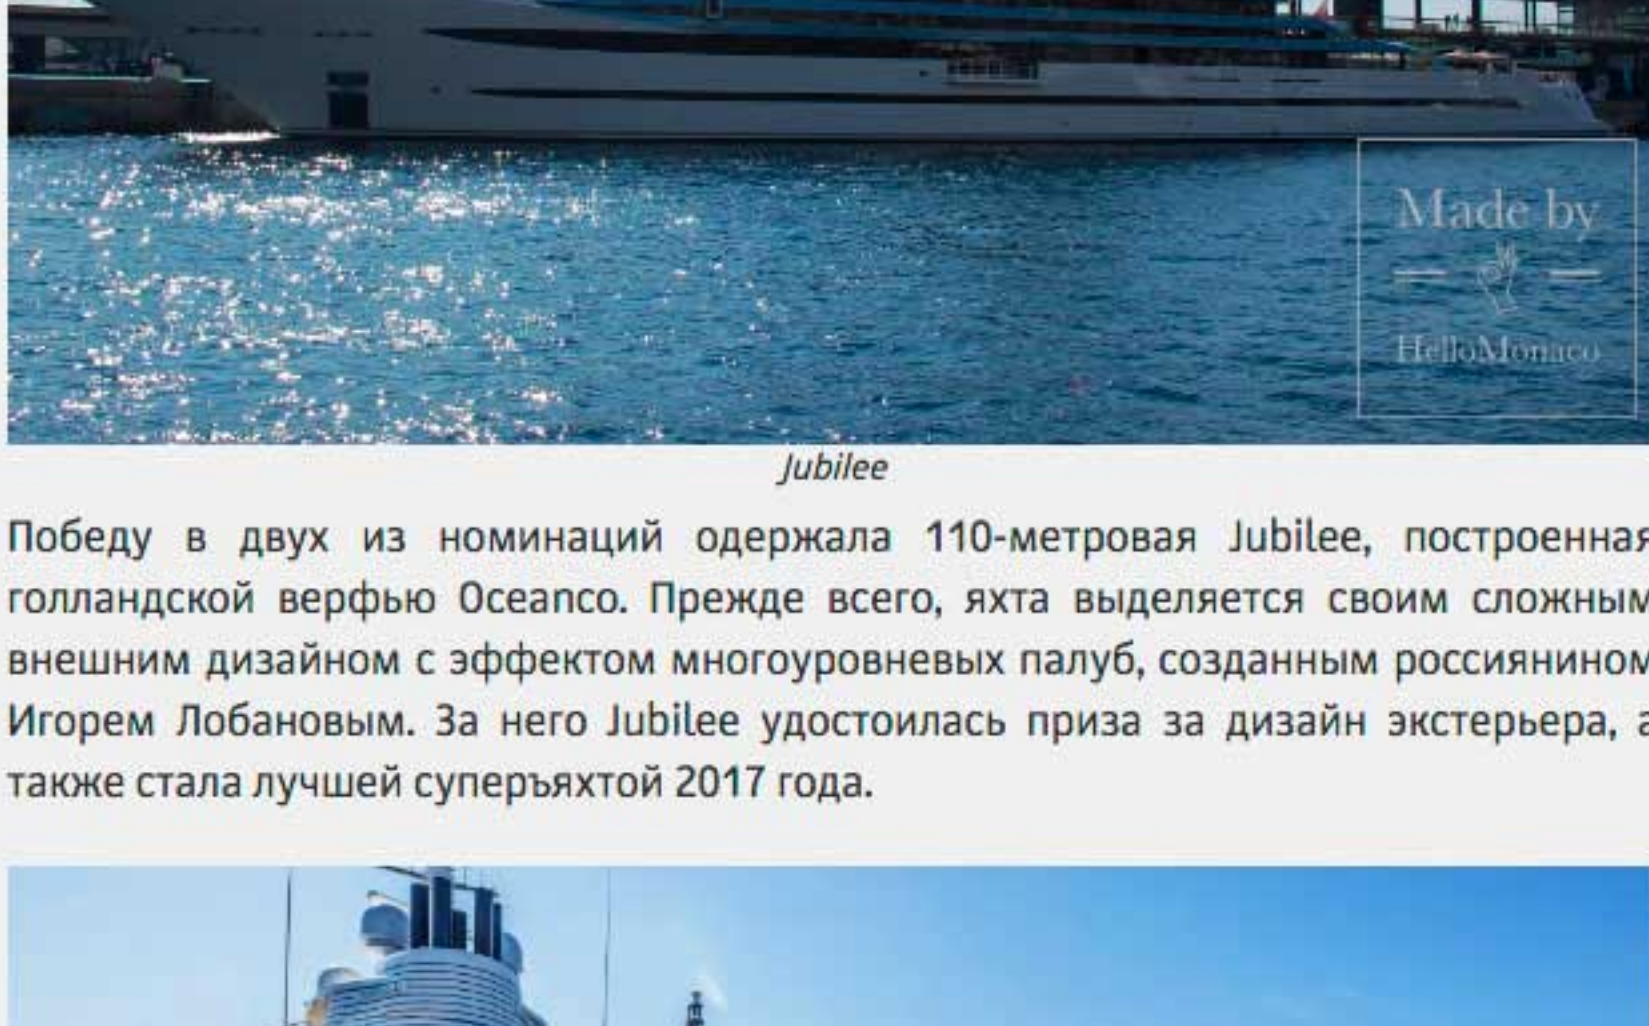 Made by
HelloMonaco
Jubilee
Победу в двух из номинаций одержала 110-метровая Jubilee, построенная
голландской верфью Oceanco. Прежде всего, яхта выделяется своим сложным
внешним дизайном с эффектом многоуровневых палуб, созданным россиянином
Игорем Лобановым. За него Jubilee удостоилась приза за дизайн экстерьера, а
также стала лучшей суперъяхтой 2017 года.